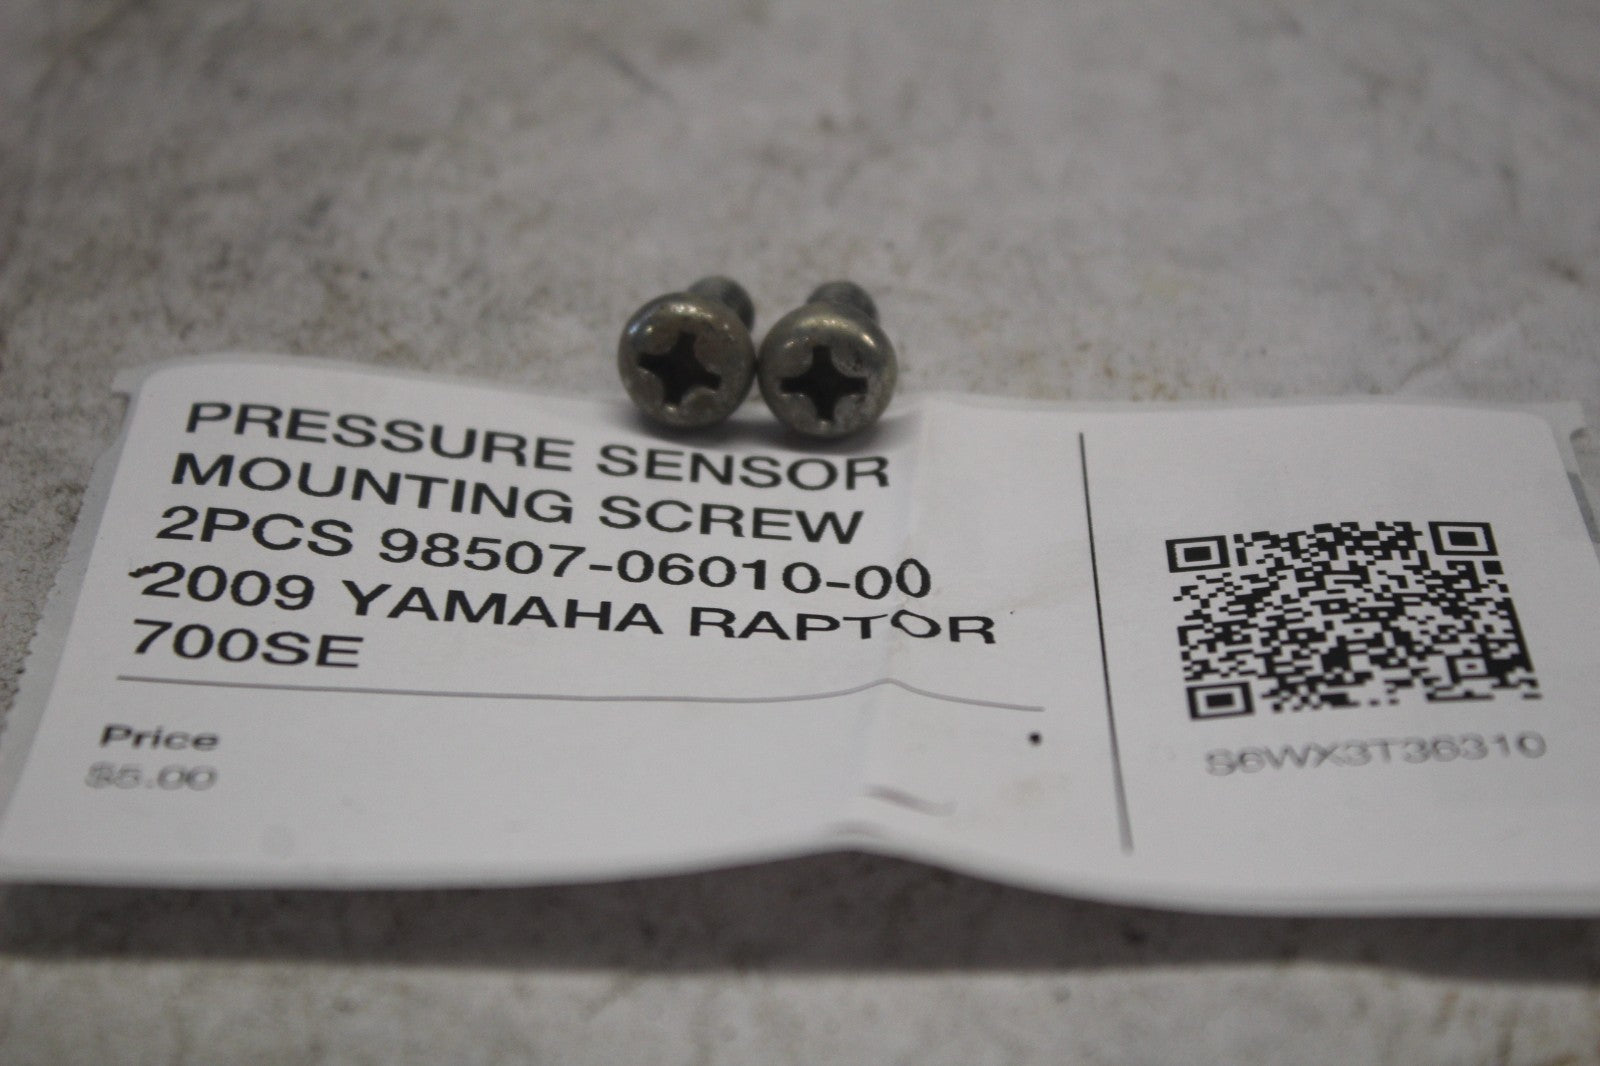 PRESSURE SENSOR
MOUNTING SCREW
2PCS 98507-06010-00
2009 YAMAHA RAPTOR
700SE
Price
$5.00
S6WX3T36310